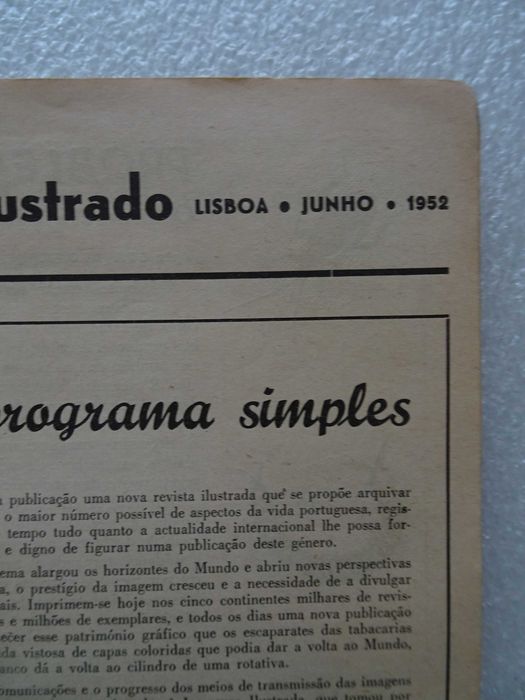 ustrado LISBOA • JUNHO • 1952
rograma simples
publicação uma nova revista ilustrada que se propõe arquivar
o maior número possível de aspectos da vida portuguesa, regis-
tempo tudo quanto a actualidade internacional lhe possa for-
e digno de figurar numa publicação deste género.
ema alargou os horizontes do Mundo e abriu novas perspectivas
a, o prestígio da imagem cresceu e a necessidade de a divulgar
ais. Imprimem-se hoje nos cinco continentes milhares de revis-
s e milhões de exemplares, e todos os dias uma nova publicação
ecer esse património gráfico que os escaparates das tabacarias
da vistosa de capas coloridas que podia dar a volta ao Mundo,
anco dá a volta ao cilindro de uma rotativa.
omunicações e o progresso dos meios de transmissão das imagens
Ilustrado, que tomou por